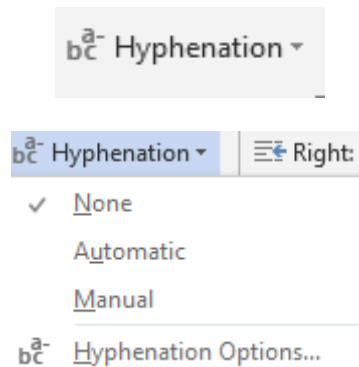 bc a- Hyphenation
bc a- Hyphenation Right:
None
Automatic
Manual
bc a- Hyphenation Options...